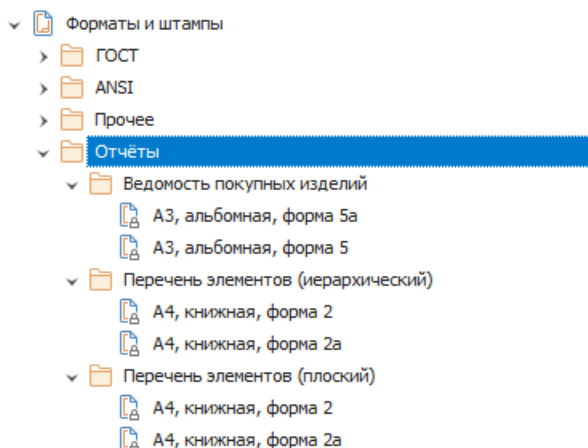 Форматы и штампы
ГОСТ
ANSI
Прочее
Отчёты
Ведомость покупных изделий
А3, альбомная, форма 5а
А3, альбомная, форма 5
Перечень элементов (иерархический)
А4, книжная, форма 2
А4, книжная, форма 2а
Перечень элементов (плоский)
А4, книжная, форма 2
А4, книжная, форма 2а